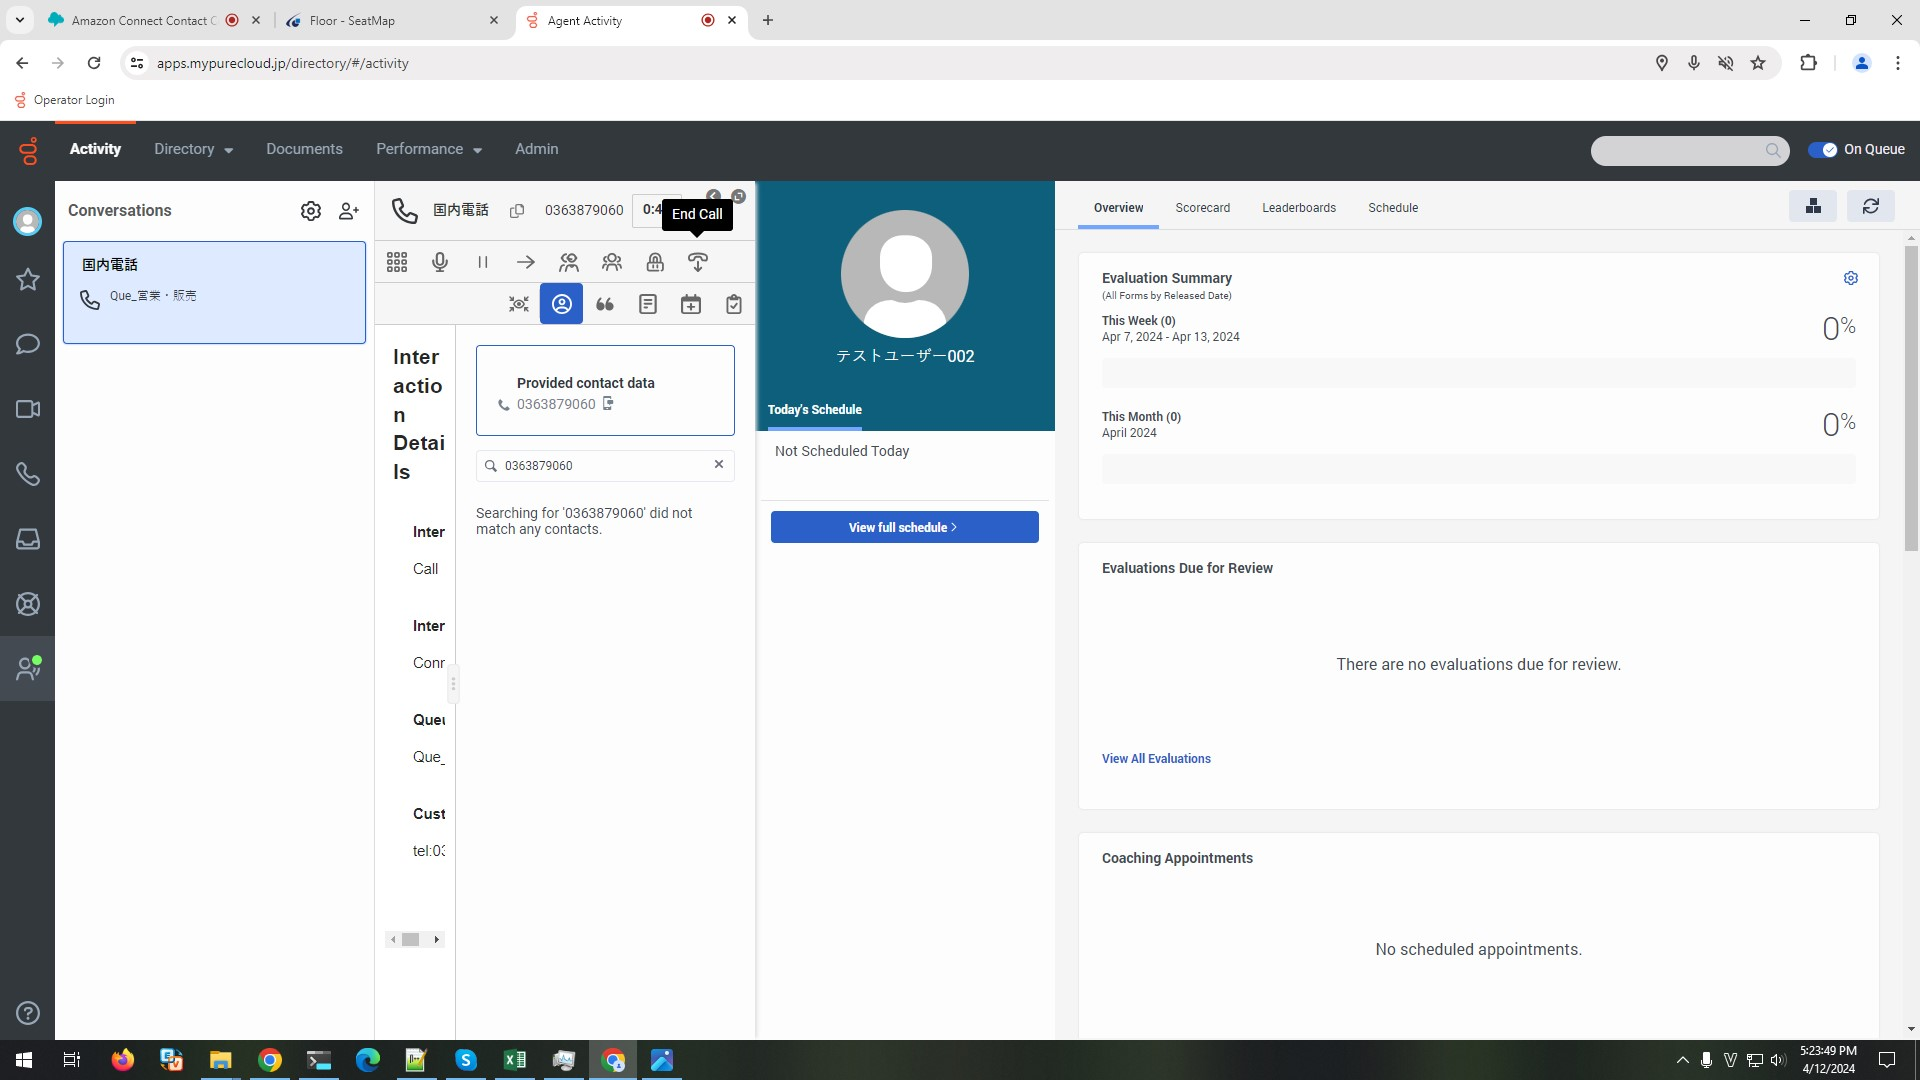 Amazon Connect Contact C
Floor - SeatMap
Agent Activity
apps.mypurecloud.jp/directory/#/activity
Operator Login
Activity
Directory
Documents
Performance
Admin
On Queue
Conversations
国内電話
Que_営業・販売
国内電話
0363879060
0:4
End Call
Inter
actio
n
Detai
ls
Inter
Call
Inter
Conr
Queu
Que_
Cust
tel:03
Provided contact data
0363879060
0363879060
Searching for '0363879060' did not
match any contacts.
テストユーザー002
Today's Schedule
Not Scheduled Today
View full schedule
Overview
Scorecard
Leaderboards
Schedule
Evaluation Summary
(All Forms by Released Date)
This Week (0)
Apr 7, 2024 - Apr 13, 2024
0%
This Month (0)
April 2024
0%
Evaluations Due for Review
There are no evaluations due for review.
View All Evaluations
Coaching Appointments
No scheduled appointments.
5:23:49 PM
4/12/2024